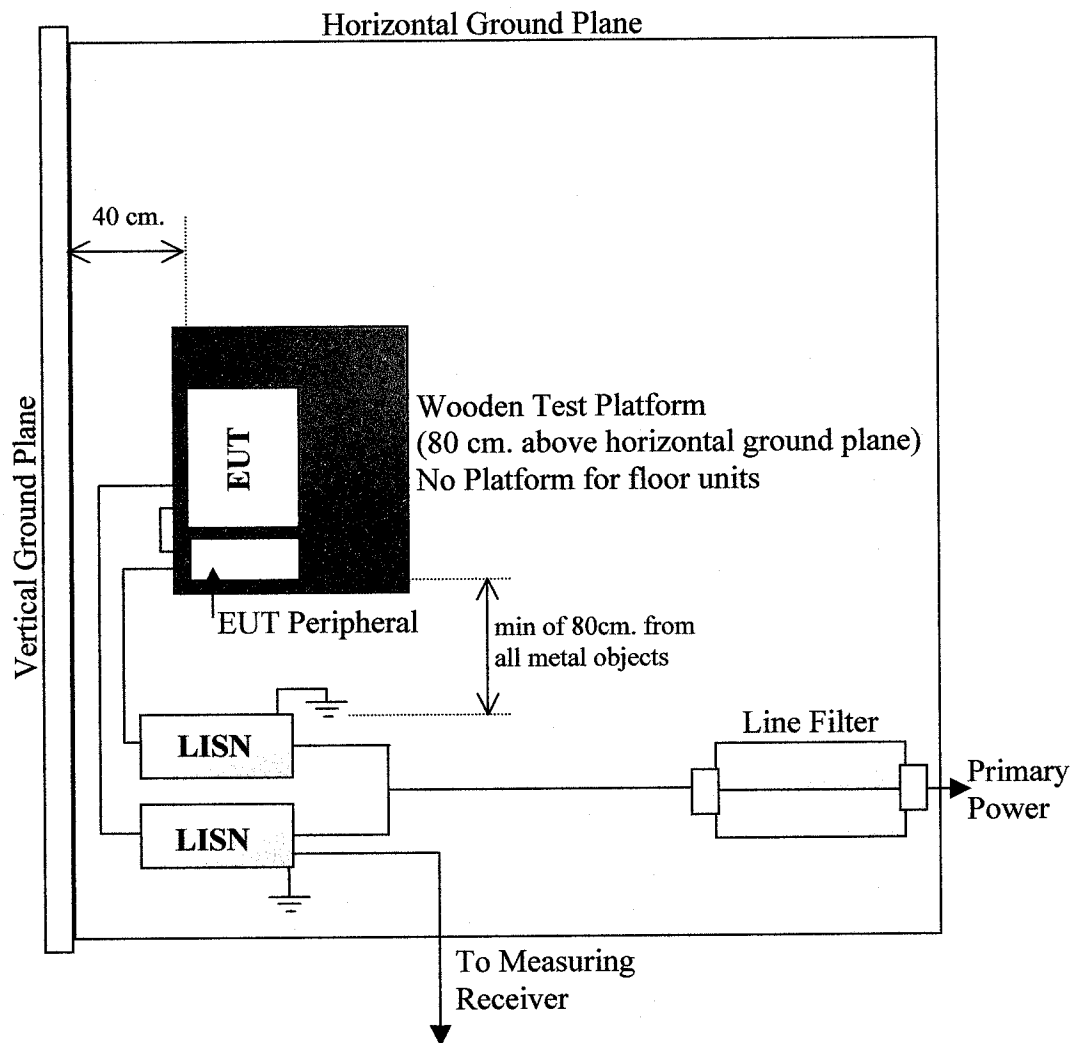 Horizontal Ground Plane
40 cm.
Vertical Ground Plane
EUT
Wooden Test Platform
(80 cm. above horizontal ground plane)
No Platform for floor units
EUT Peripheral
min of 80cm. from
all metal objects
LISN
Line Filter
Primary
Power
LISN
To Measuring
Receiver